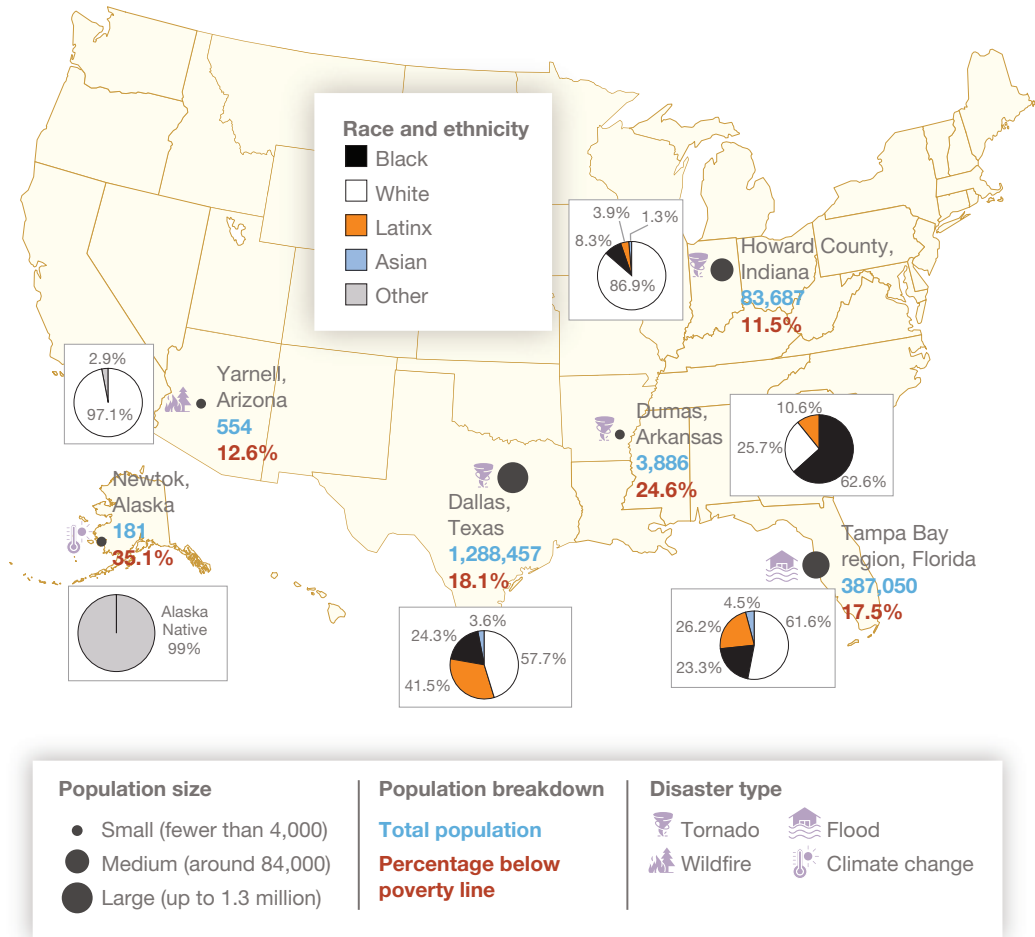 Race and ethnicity
Black
White
Latinx
Asian
Other
3.9%
1.3%
8.3%
86.9%
Howard County,
Indiana
83,687
11.5%
2.9%
97.1%
Yarnell,
Arizona
554
12.6%
Dumas,
Arkansas
3,886
24.6%
10.6%
25.7%
62.6%
Newtok,
Alaska
181
35.1%
Alaska
Native
99%
Dallas,
Texas
1,288,457
18.1%
3.6%
24.3%
57.7%
41.5%
Tampa Bay
region, Florida
387,050
17.5%
4.5%
61.6%
26.2%
23.3%
Population size
Small (fewer than 4,000)
Medium (around 84,000)
Large (up to 1.3 million)
Population breakdown
Total population
Percentage below
poverty line
Disaster type
Tornado
Flood
Wildfire
Climate change